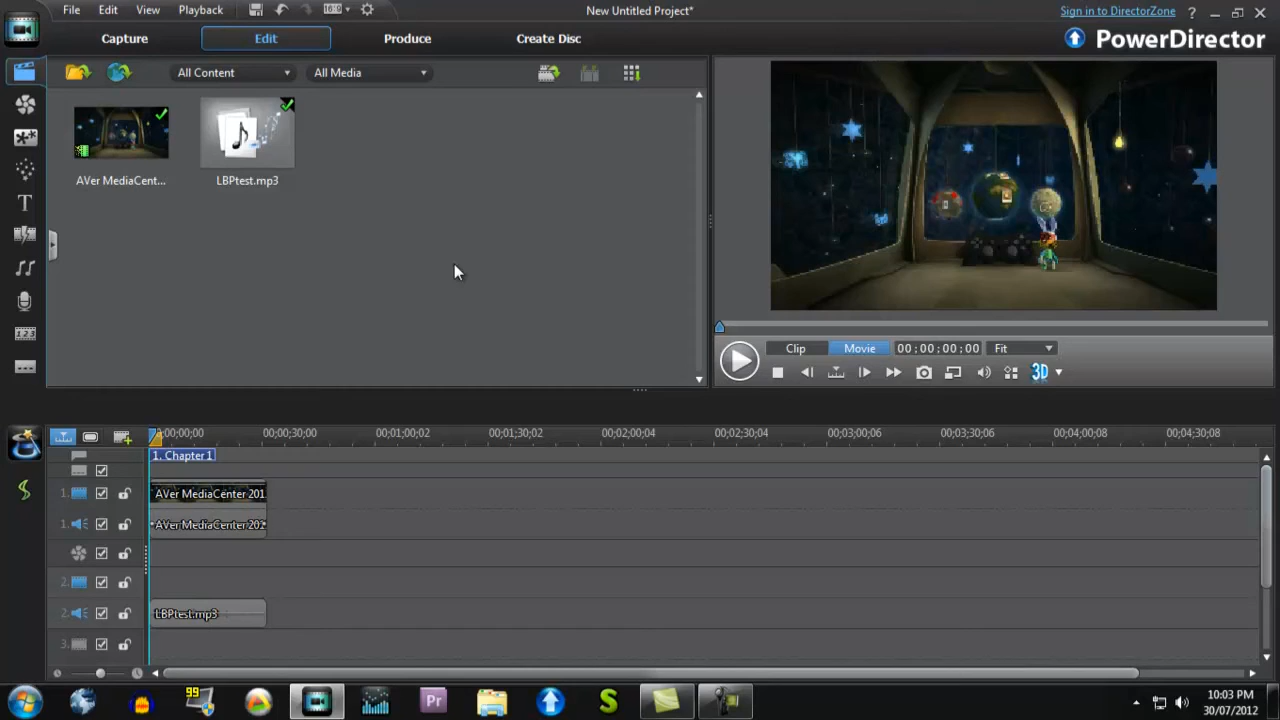 File Edit View Playback
New Untitled Project*
Sign in to DirectorZone ?
Capture Edit Produce Create Disc
PowerDirector
All Content All Media
AVer MediaCent...
LBPtest.mp3
Clip Movie 00:00:00:00 Fit
3D
0;00;00;00 00;00;30;00 00;01;00;02 00;01;30;02 00;02;00;04 00;02;30;04 00;03;00;06 00;03;30;06 00;04;00;08 00;04;30;08
1. Chapter 1
1. AVer MediaCenter 201
1. AVer MediaCenter 202
2.
2. LBPtest.mp3
3.
99
Pr
S
10:03 PM
30/07/2012